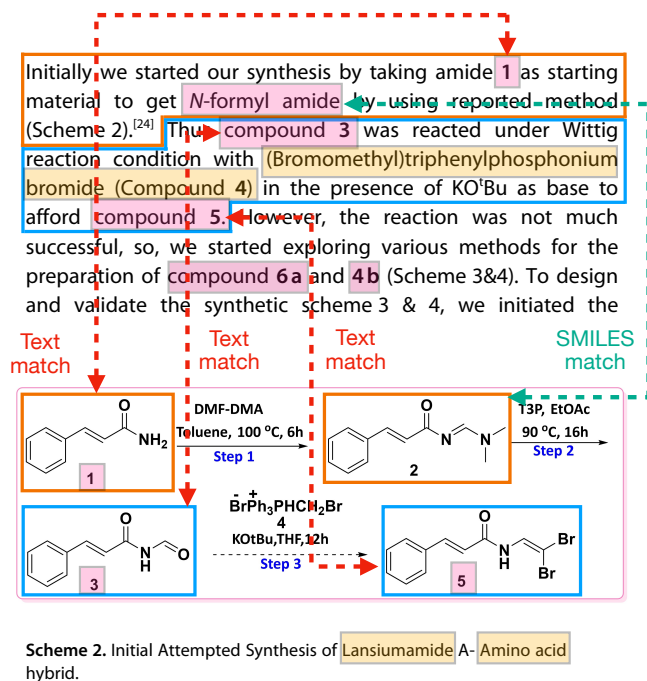 Initially we started our synthesis by taking amide 1 as starting
material to get N-formyl amide by using reported method
(Scheme 2).[24] Thus compound 3 was reacted under Wittig
reaction condition with (Bromomethyl)triphenylphosphonium
bromide (Compound 4) in the presence of KOtBu as base to
afford compound 5. However, the reaction was not much
successful, so, we started exploring various methods for the
preparation of compound 6a and 4b (Scheme 3&4). To design
and validate the synthetic scheme 3 & 4, we initiated the
Text match
Text match
Text match
SMILES match
O
NH2
1
DMF-DMA
Toluene, 100 °C, 6h
Step 1
O
N
N
2
T3P, EtOAc
90 °C, 16h
Step 2
O
O
N
H
3
- +
BrPh3PHCH2Br
4
KOtBu,THF,12h
Step 3
O
N
H
Br
Br
5
Scheme 2. Initial Attempted Synthesis of Lansiumamide A- Amino acid
hybrid.